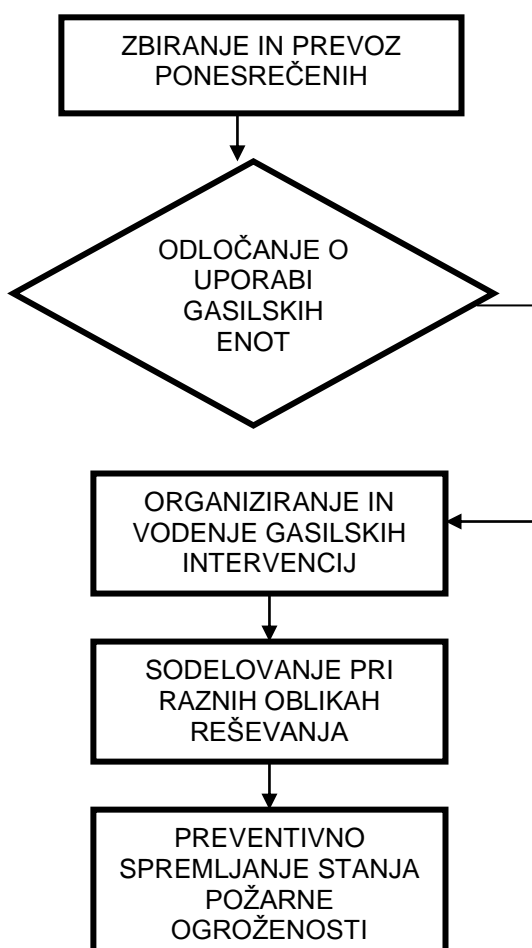 ZBIRANJE IN PREVOZ
PONESREČENIH
ODLOČANJE O
UPORABI
GASILSKIH
ENOT
ORGANIZIRANJE IN
VODENJE GASILSKIH
INTERVENCIJ
SODELOVANJE PRI
RAZNIH OBLIKAH
REŠEVANJA
PREVENTIVNO
SPREMLJANJE STANJA
POŽARNE
OGROŽENOSTI